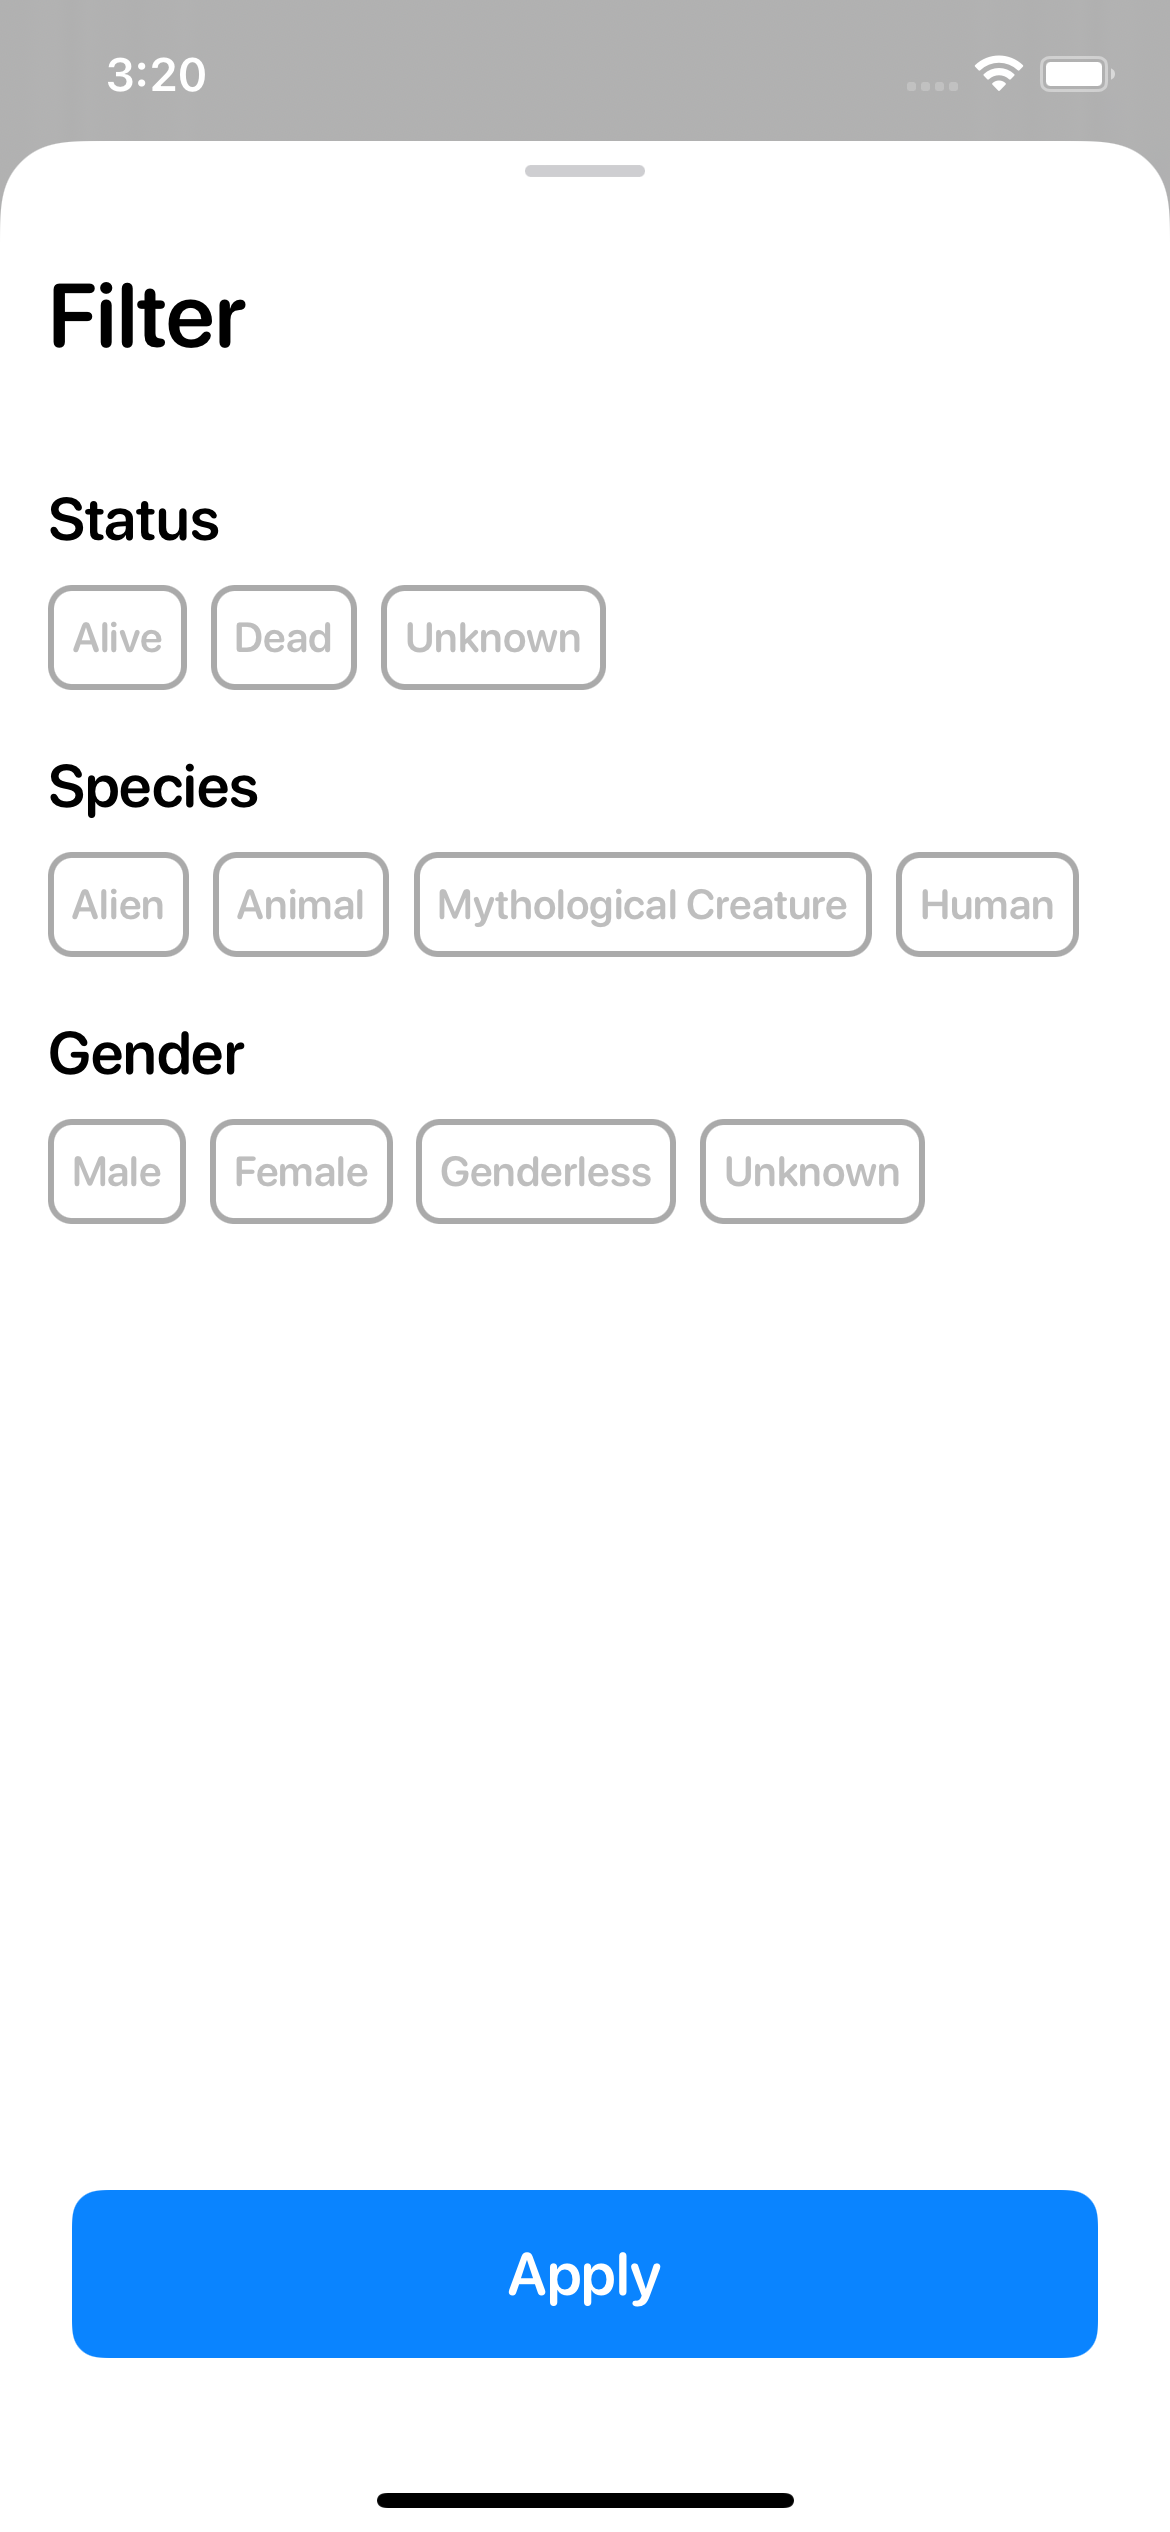 3:20
Filter
Status
Alive Dead Unknown
Species
Alien Animal Mythological Creature Human
Gender
Male Female Genderless Unknown
Apply